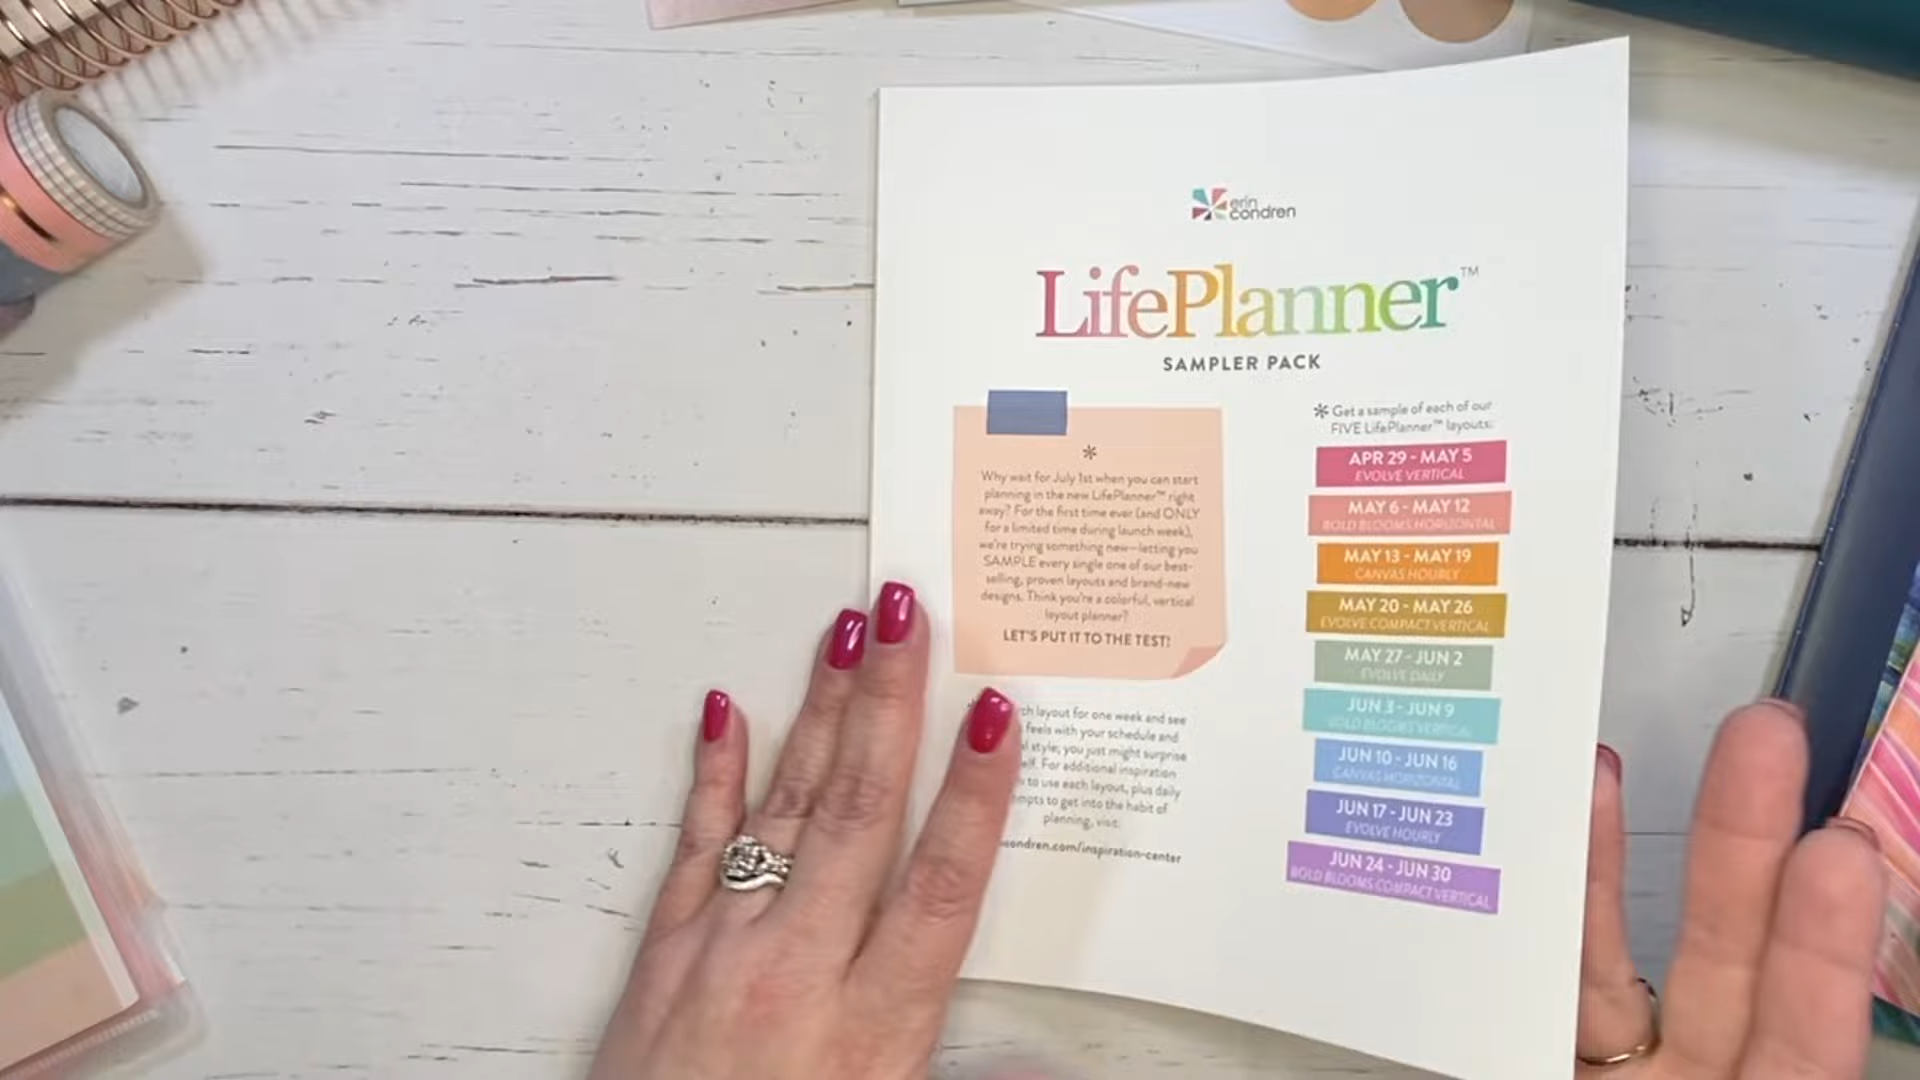 erin
condren
LifePlanner™
SAMPLER PACK
*
Why wait for July 1st when you can start
planning in the new LifePlanner™ right
away? For the first time ever (and ONLY
for a limited time during launch week),
we're trying something new—letting you
SAMPLE every single one of our best-
selling, proven layouts and brand-new
designs. Think you're a colorful, vertical
layout planner?
LET'S PUT IT TO THE TEST!
layout for one week and see
feels with your schedule and
style; you just might surprise
For additional inspiration
to use each layout, plus daily
to get into the habit of
planning, visit:
condren.com/inspiration-center
* Get a sample of each of our
FIVE LifePlanner™ layouts:
APR 29 - MAY 5
EVOLVE VERTICAL
MAY 6 - MAY 12
BOLD BLOOMS HORIZONTAL
MAY 13 - MAY 19
CANVAS HOURLY
MAY 20 - MAY 26
EVOLVE COMPACT VERTICAL
MAY 27 - JUN 2
EVOLVE DAILY
JUN 3 - JUN 9
BOLD BLOOMS VERTICAL
JUN 10 - JUN 16
CANVAS HORIZONTAL
JUN 17 - JUN 23
EVOLVE HOURLY
JUN 24 - JUN 30
BOLD BLOOMS COMPACT VERTICAL